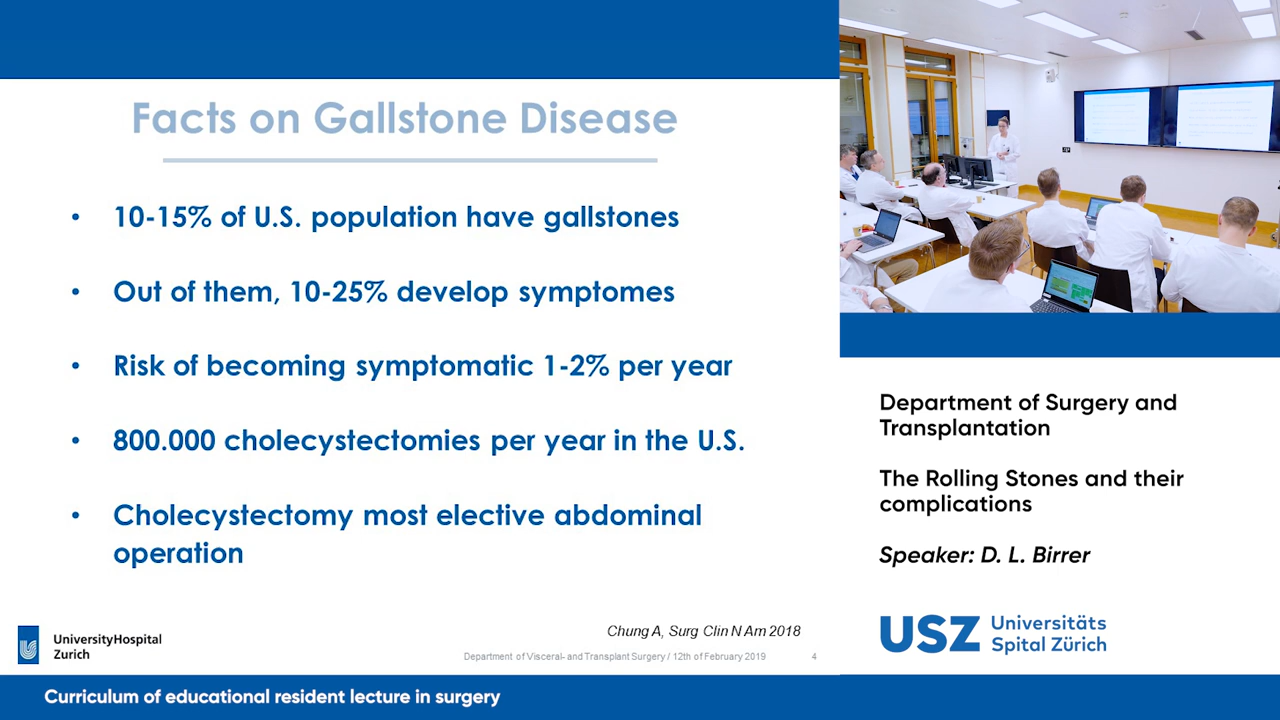 Facts on Gallstone Disease
• 10-15% of U.S. population have gallstones
• Out of them, 10-25% develop symptomes
• Risk of becoming symptomatic 1-2% per year
• 800.000 cholecystectomies per year in the U.S.
• Cholecystectomy most elective abdominal
operation
Chung A, Surg Clin N Am 2018
UniversityHospital
Zurich
Department of Visceral- and Transplant Surgery / 12th of February 2019 4
Curriculum of educational resident lecture in surgery
Department of Surgery and
Transplantation
The Rolling Stones and their
complications
Speaker: D. L. Birrer
USZ Universitäts
Spital Zürich